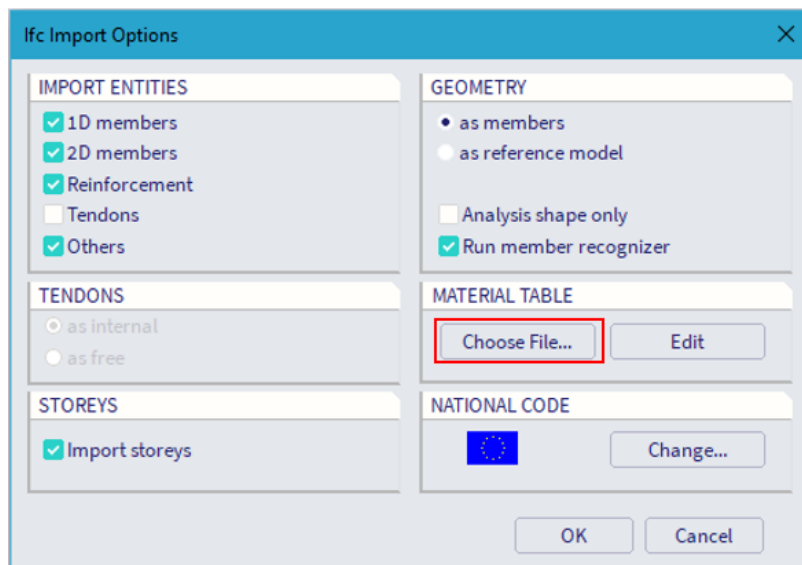 Ifc Import Options
IMPORT ENTITIES
1D members
2D members
Reinforcement
Tendons
Others
GEOMETRY
as members
as reference model
Analysis shape only
Run member recognizer
TENDONS
as internal
as free
MATERIAL TABLE
Choose File...
Edit
STOREYS
Import storeys
NATIONAL CODE
Change...
OK
Cancel